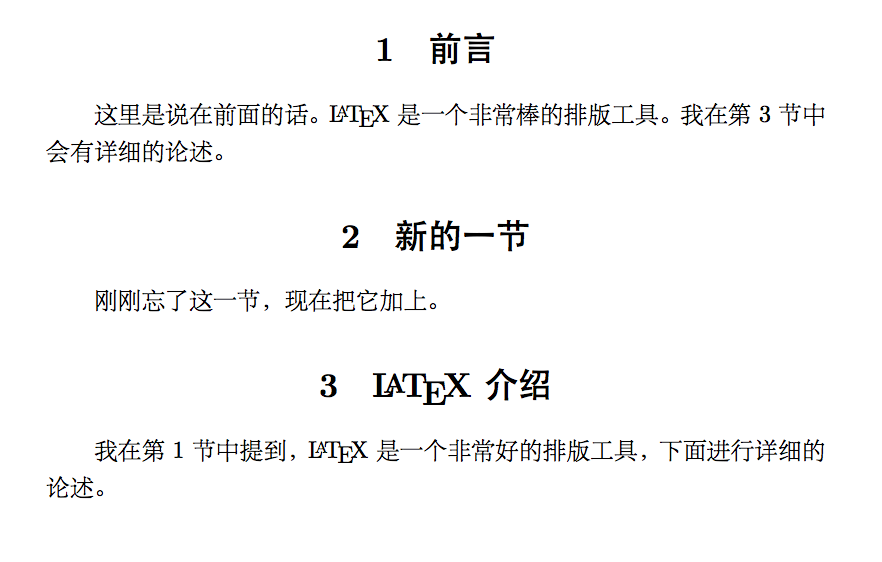 1 前言
这里是说在前面的话。LATEX 是一个非常棒的排版工具。我在第 3 节中
会有详细的论述。
2 新的一节
刚刚忘了这一节，现在把它加上。
3 LATEX 介绍
我在第 1 节中提到，LATEX 是一个非常好的排版工具，下面进行详细的
论述。